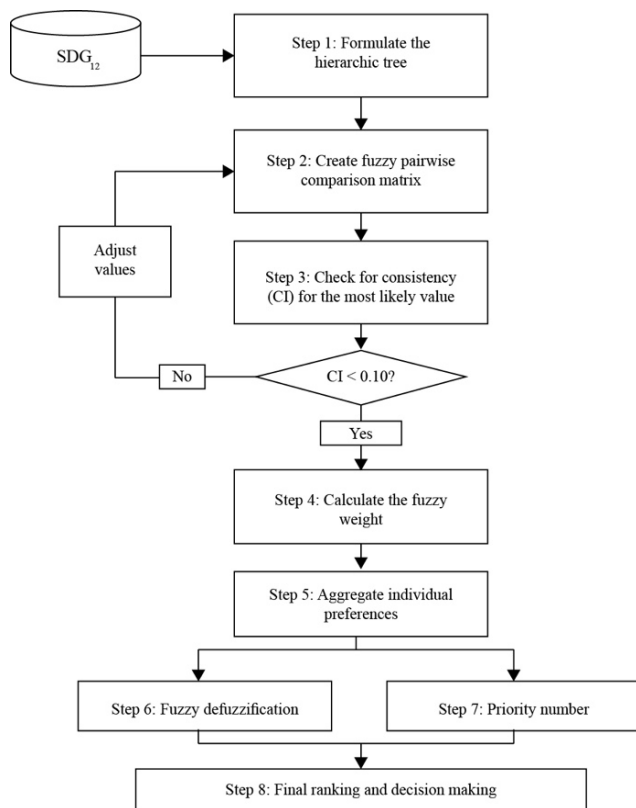 SDG12
Step 1: Formulate the
hierarchic tree
Step 2: Create fuzzy pairwise
comparison matrix
Adjust
values
Step 3: Check for consistency
(CI) for the most likely value
No
CI < 0.10?
Yes
Step 4: Calculate the fuzzy
weight
Step 5: Aggregate individual
preferences
Step 6: Fuzzy defuzzification
Step 7: Priority number
Step 8: Final ranking and decision making